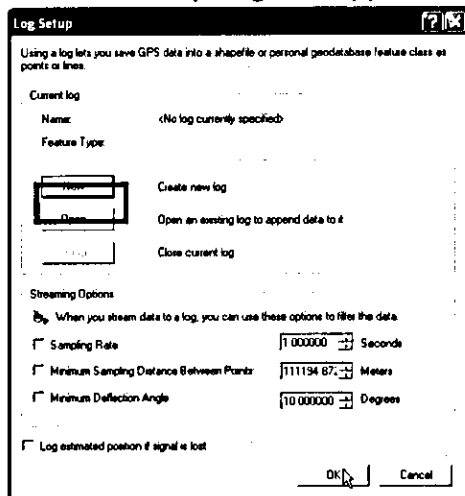 Log Setup
Using a log lets you save GPS data into a shapefile or personal geodatabase feature class as
points or lines.
Current log
Name: <No log currently specified>
Feature Type:
New Create new log
Open Open an existing log to append data to it
Close current log
Streaming Options
When you stream data to a log, you can use these options to filter the data.
Sampling Rate 1.000000 Seconds
Minimum Sampling Distance Between Points: Meters
Minimum Deflection Angle 10.000000 Degrees
Log estimated position if signal is lost
OK Cancel